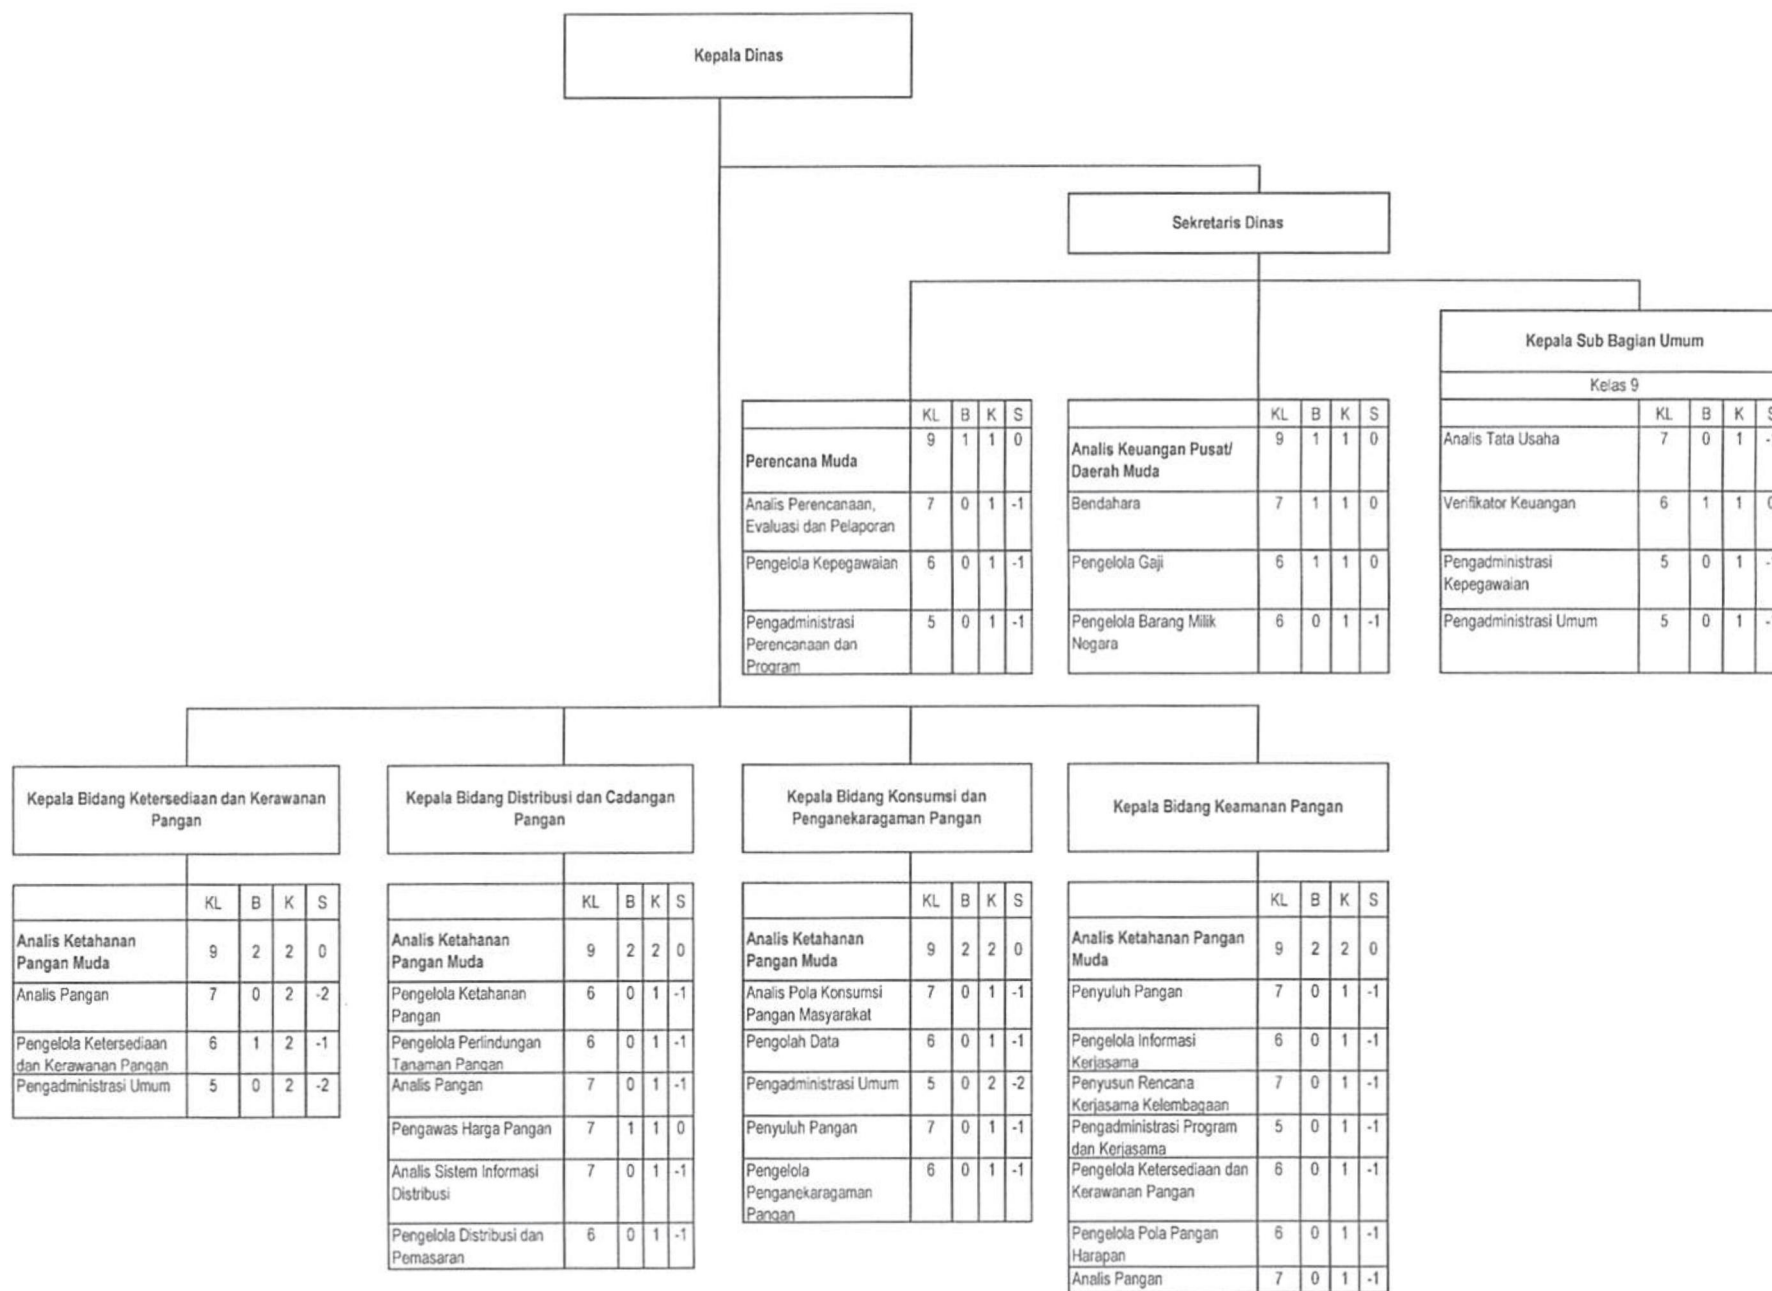 Kepala Dinas
Sekretaris Dinas
Kepala Sub Bagian Umum
Kelas 9
KL B K S
Perencana Muda 9 1 1 0
Analis Perencanaan, 7 0 1 -1
Evaluasi dan Pelaporan
Pengelola Kepegawaian 6 0 1 -1
Pengadministrasi 5 0 1 -1
Perencanaan dan
Program
KL B K S
Analis Keuangan Pusat/ 9 1 1 0
Daerah Muda
Bendahara 7 1 1 0
Pengelola Gaji 6 1 1 0
Pengelola Barang Milik 6 0 1 -1
Negara
KL B K S
Analis Tata Usaha 7 0 1
Verifikator Keuangan 6 1 1 0
Pengadministrasi 5 0 1
Kepegawaian
Pengadministrasi Umum 5 0 1
Kepala Bidang Ketersediaan dan Kerawanan
Pangan
KL B K S
Analis Ketahanan 9 2 2 0
Pangan Muda
Analis Pangan 7 0 2 -2
Pengelola Ketersediaan 6 1 2 -1
dan Kerawanan Pangan
Pengadministrasi Umum 5 0 2 -2
Kepala Bidang Distribusi dan Cadangan
Pangan
KL B K S
Analis Ketahanan 9 2 2 0
Pangan Muda
Pengelola Ketahanan 6 0 1 -1
Pangan
Pengelola Perlindungan 6 0 1 -1
Tanaman Pangan
Analis Pangan 7 0 1 -1
Pengawas Harga Pangan 7 1 1 0
Analis Sistem Informasi 7 0 1 -1
Distribusi
Pengelola Distribusi dan 6 0 1 -1
Pemasaran
Kepala Bidang Konsumsi dan
Penganekaragaman Pangan
KL B K S
Analis Ketahanan 9 2 2 0
Pangan Muda
Analis Pola Konsumsi 7 0 1 -1
Pangan Masyarakat
Pengolah Data 6 0 1 -1
Pengadministrasi Umum 5 0 2 -2
Penyuluh Pangan 7 0 1 -1
Pengelola 6 0 1 -1
Penganekaragaman
Pangan
Kepala Bidang Keamanan Pangan
KL B K S
Analis Ketahanan Pangan 9 2 2 0
Muda
Penyuluh Pangan 7 0 1 -1
Pengelola Informasi 6 0 1 -1
Kerjasama
Penyusun Rencana 7 0 1 -1
Kerjasama Kelembagaan
Pengadministrasi Program 5 0 1 -1
dan Kerjasama
Pengelola Ketersediaan dan 6 0 1 -1
Kerawanan Pangan
Pengelola Pola Pangan 6 0 1 -1
Harapan
Analis Pangan 7 0 1 -1